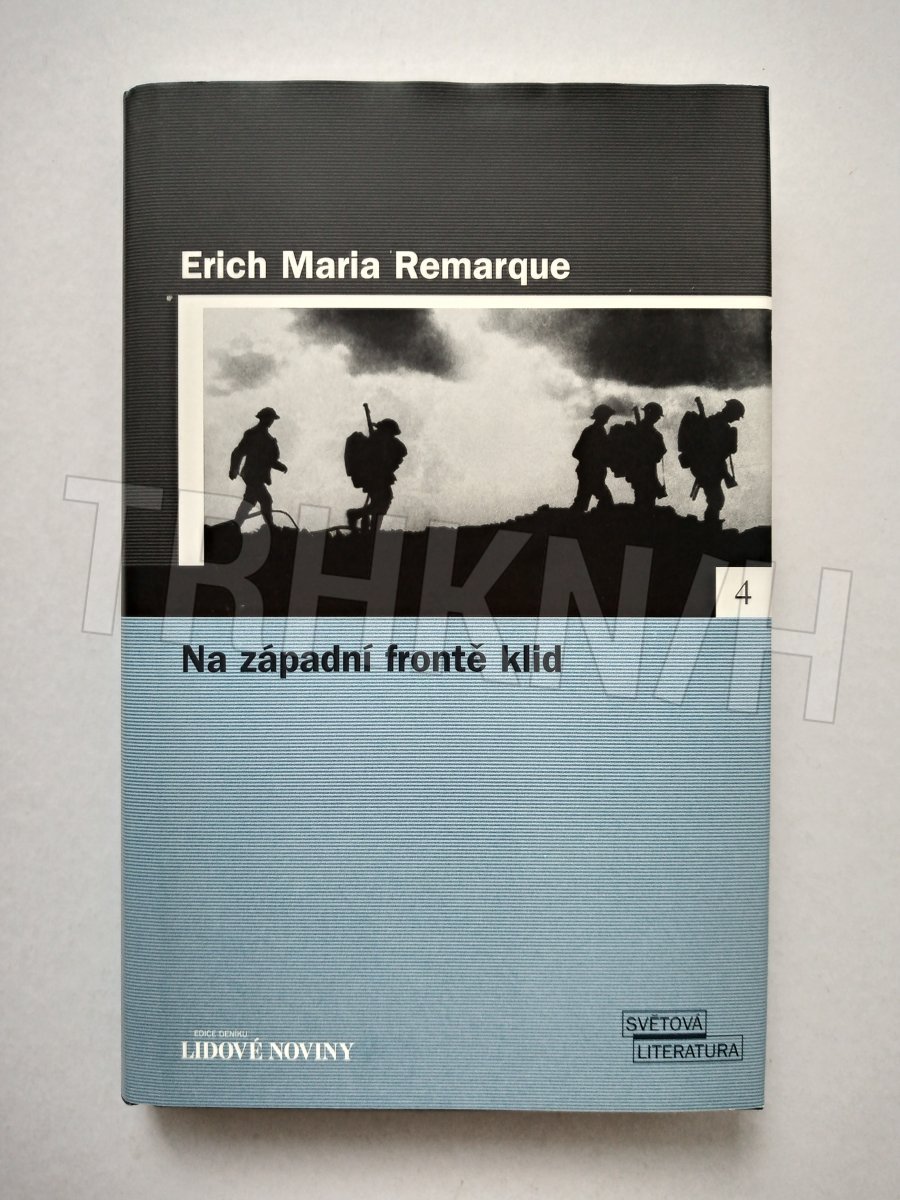 Erich Maria Remarque
4
Na západní frontě klid
EDICE DENÍKU
LIDOVÉ NOVINY
SVĚTOVÁ
LITERATURA
TRHKNIH